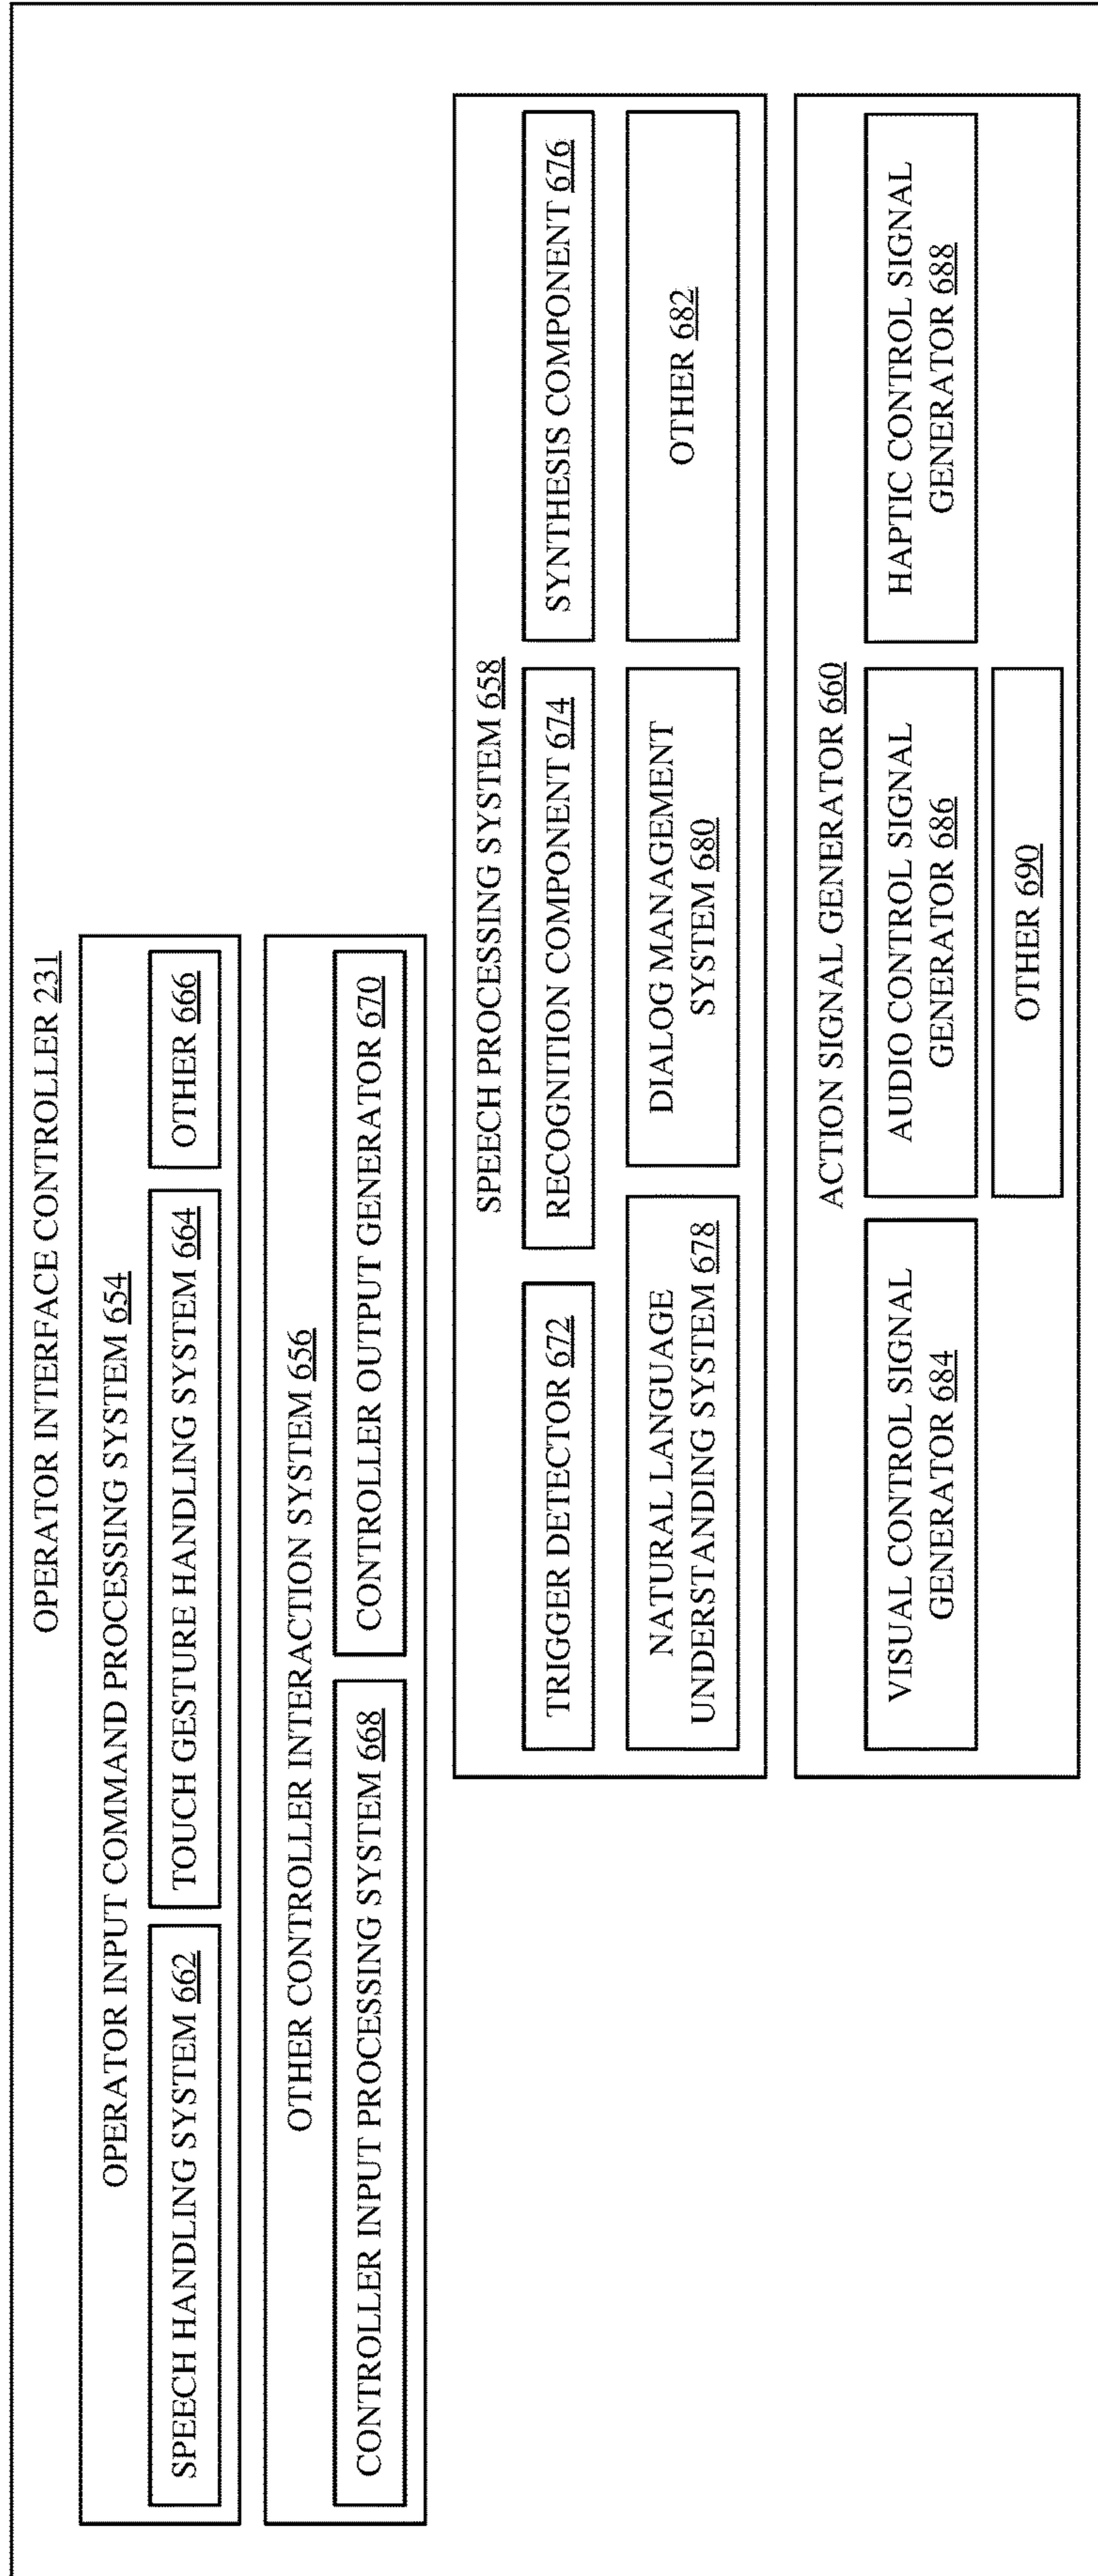 OPERATOR INTERFACE CONTROLLER 231
OPERATOR INPUT COMMAND PROCESSING SYSTEM 654
SPEECH HANDLING SYSTEM 662
TOUCH GESTURE HANDLING SYSTEM 664
OTHER 666
OTHER CONTROLLER INTERACTION SYSTEM 656
CONTROLLER INPUT PROCESSING SYSTEM 668
CONTROLLER OUTPUT GENERATOR 670
SPEECH PROCESSING SYSTEM 658
TRIGGER DETECTOR 672
RECOGNITION COMPONENT 674
SYNTHESIS COMPONENT 676
NATURAL LANGUAGE
UNDERSTANDING SYSTEM 678
DIALOG MANAGEMENT
SYSTEM 680
OTHER 682
ACTION SIGNAL GENERATOR 660
VISUAL CONTROL SIGNAL
GENERATOR 684
AUDIO CONTROL SIGNAL
GENERATOR 686
HAPTIC CONTROL SIGNAL
GENERATOR 688
OTHER 690